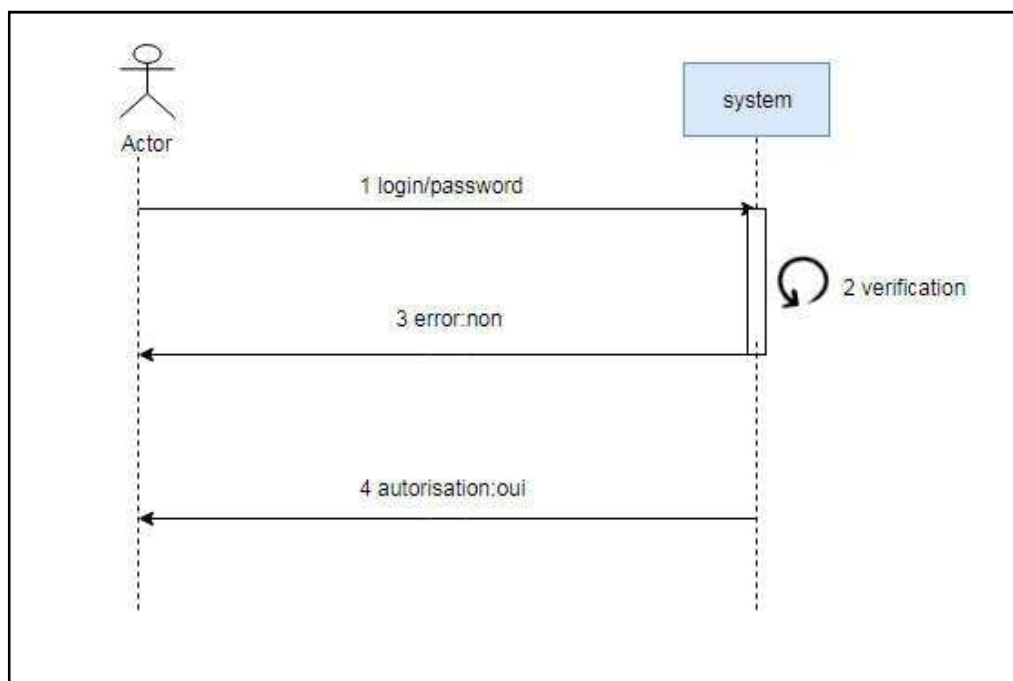 system
Actor
1 login/password
2 verification
3 error:non
4 autorisation:oui